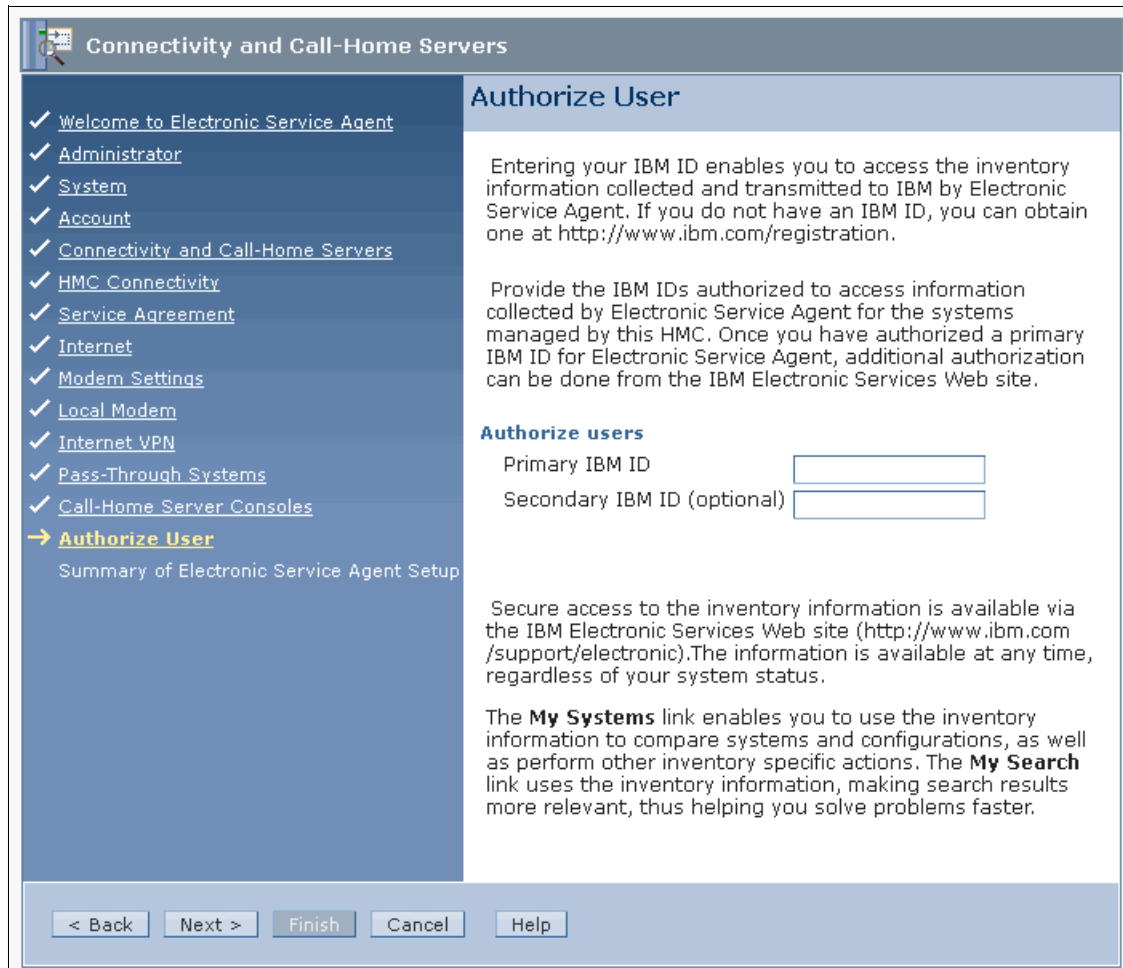 Connectivity and Call-Home Servers
Welcome to Electronic Service Agent
Administrator
System
Account
Connectivity and Call-Home Servers
HMC Connectivity
Service Agreement
Internet
Modem Settings
Local Modem
Internet VPN
Pass-Through Systems
Call-Home Server Consoles
Authorize User
Summary of Electronic Service Agent Setup
Authorize User
Entering your IBM ID enables you to access the inventory
information collected and transmitted to IBM by Electronic
Service Agent. If you do not have an IBM ID, you can obtain
one at http://www.ibm.com/registration.
Provide the IBM IDs authorized to access information
collected by Electronic Service Agent for the systems
managed by this HMC. Once you have authorized a primary
IBM ID for Electronic Service Agent, additional authorization
can be done from the IBM Electronic Services Web site.
Authorize users
Primary IBM ID
Secondary IBM ID (optional)
Secure access to the inventory information is available via
the IBM Electronic Services Web site (http://www.ibm.com
/support/electronic).The information is available at any time,
regardless of your system status.
The My Systems link enables you to use the inventory
information to compare systems and configurations, as well
as perform other inventory specific actions. The My Search
link uses the inventory information, making search results
more relevant, thus helping you solve problems faster.
< Back Next > Finish Cancel Help